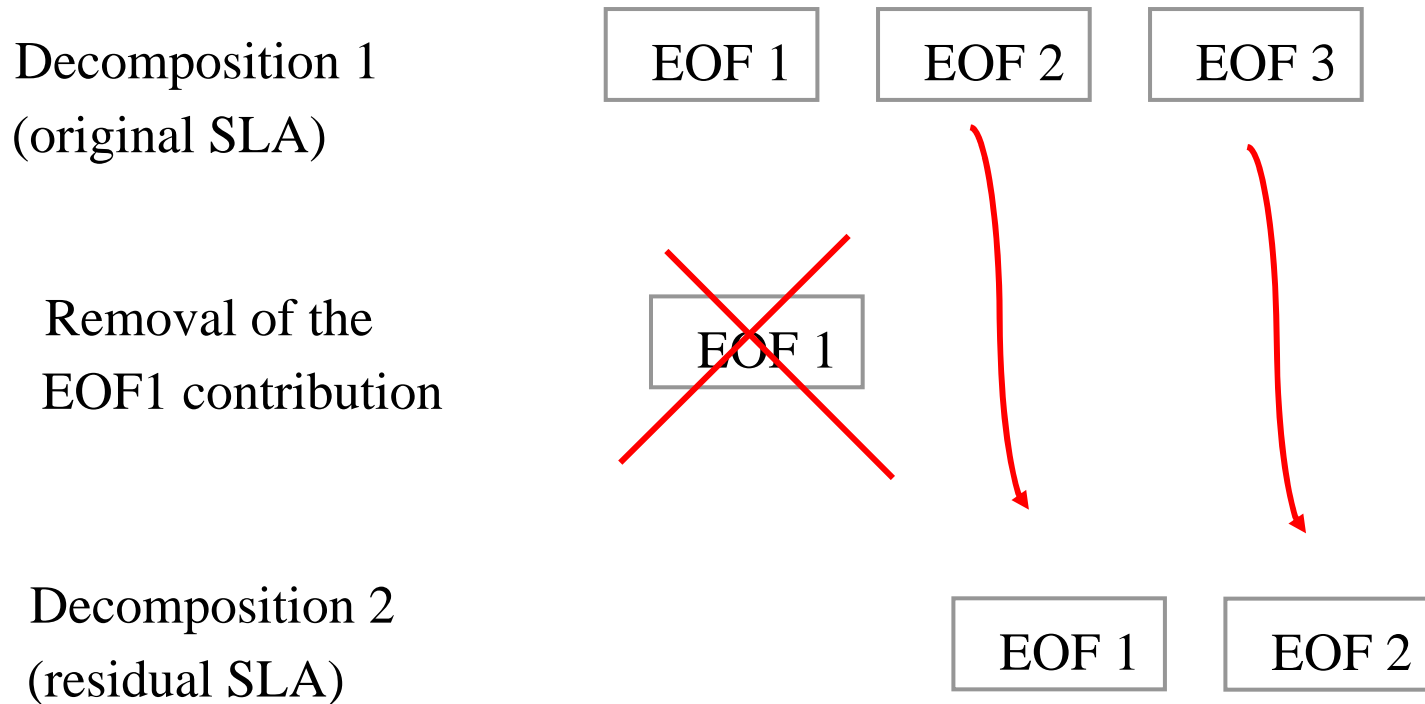 Decomposition 1
(original SLA)
EOF 1 EOF 2 EOF 3
Removal of the
EOF1 contribution
EOF 1
Decomposition 2
(residual SLA)
EOF 1 EOF 2